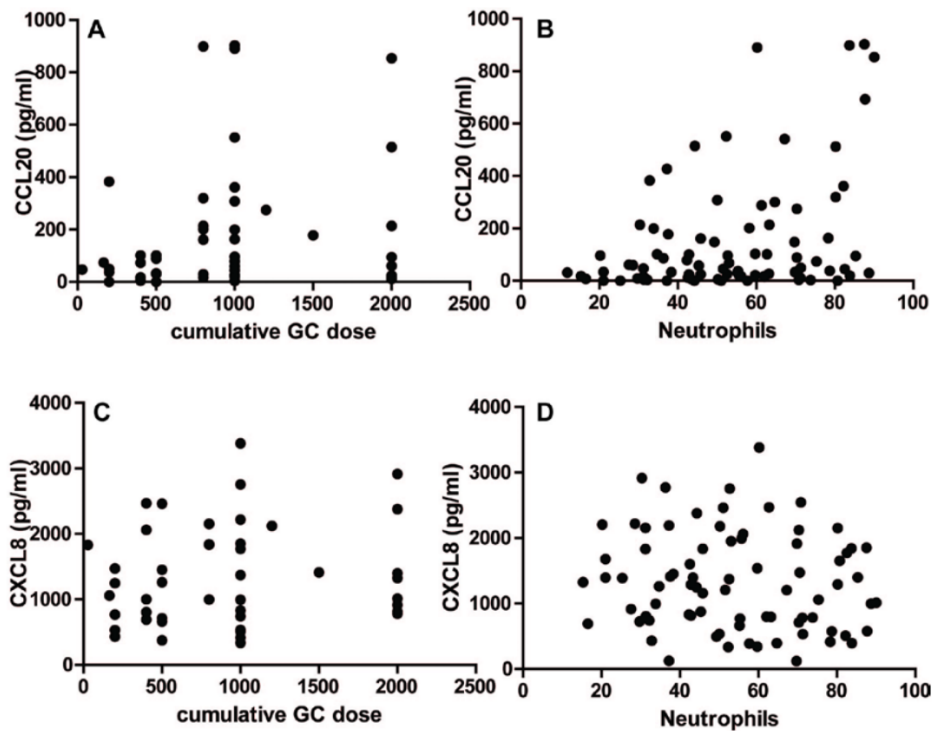 A
1000
800
600
400
200
0
CCL20 (pg/ml)
0 500 1000 1500 2000 2500
cumulative GC dose
B
1000
800
600
400
200
0
CCL20 (pg/ml)
0 20 40 60 80 100
Neutrophils
C
4000
3000
2000
1000
0
CXCL8 (pg/ml)
0 500 1000 1500 2000 2500
cumulative GC dose
D
4000
3000
2000
1000
0
CXCL8 (pg/ml)
0 20 40 60 80 100
Neutrophils